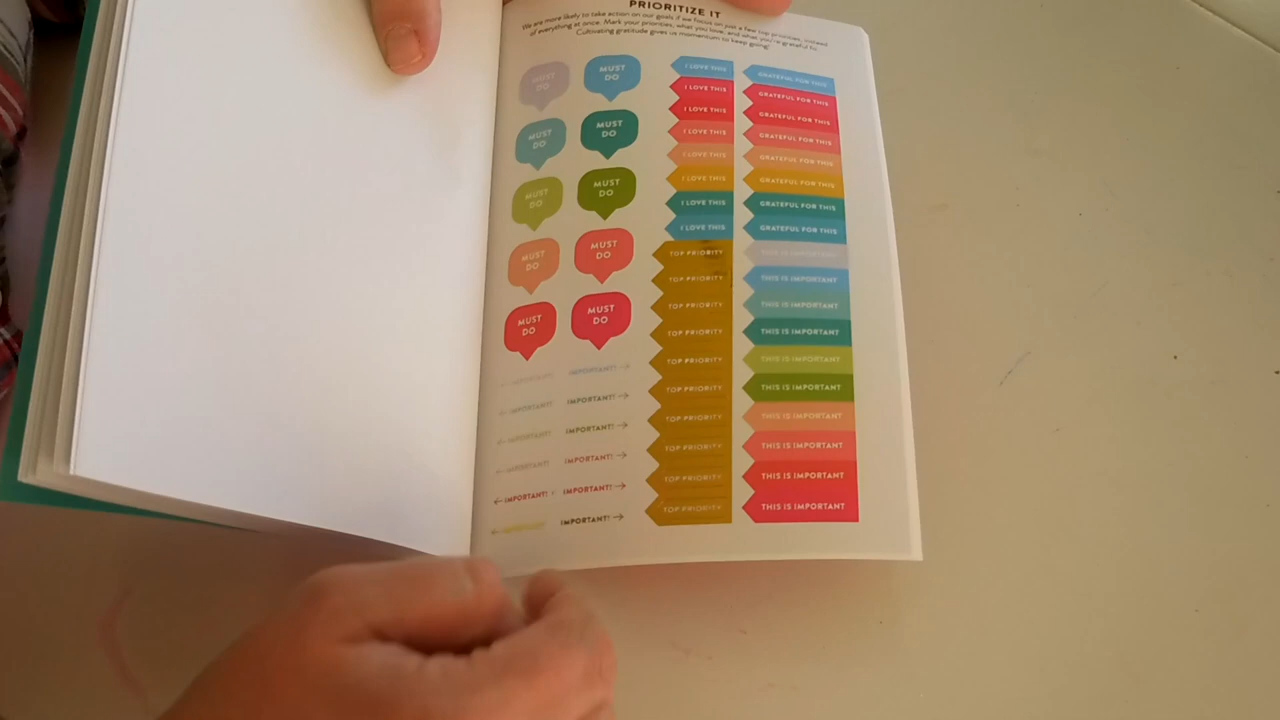 PRIORITIZE IT
We are more likely to take action on our goals if we focus on just a few top priorities, instead
of everything at once. Mark your priorities, what you love, and what you're grateful for.
Cultivating gratitude gives us momentum to keep going!
MUST
DO
MUST
DO
MUST
DO
MUST
DO
MUST
DO
MUST
DO
MUST
DO
MUST
DO
MUST
DO
MUST
DO
IMPORTANT!
IMPORTANT!
IMPORTANT!
IMPORTANT!
IMPORTANT!
IMPORTANT!
IMPORTANT!
IMPORTANT!
IMPORTANT!
IMPORTANT!
IMPORTANT!
I LOVE THIS
I LOVE THIS
I LOVE THIS
I LOVE THIS
I LOVE THIS
I LOVE THIS
I LOVE THIS
I LOVE THIS
TOP PRIORITY
TOP PRIORITY
TOP PRIORITY
TOP PRIORITY
TOP PRIORITY
TOP PRIORITY
TOP PRIORITY
TOP PRIORITY
TOP PRIORITY
TOP PRIORITY
GRATEFUL FOR THIS
GRATEFUL FOR THIS
GRATEFUL FOR THIS
GRATEFUL FOR THIS
GRATEFUL FOR THIS
GRATEFUL FOR THIS
GRATEFUL FOR THIS
GRATEFUL FOR THIS
THIS IS IMPORTANT
THIS IS IMPORTANT
THIS IS IMPORTANT
THIS IS IMPORTANT
THIS IS IMPORTANT
THIS IS IMPORTANT
THIS IS IMPORTANT
THIS IS IMPORTANT
THIS IS IMPORTANT
THIS IS IMPORTANT